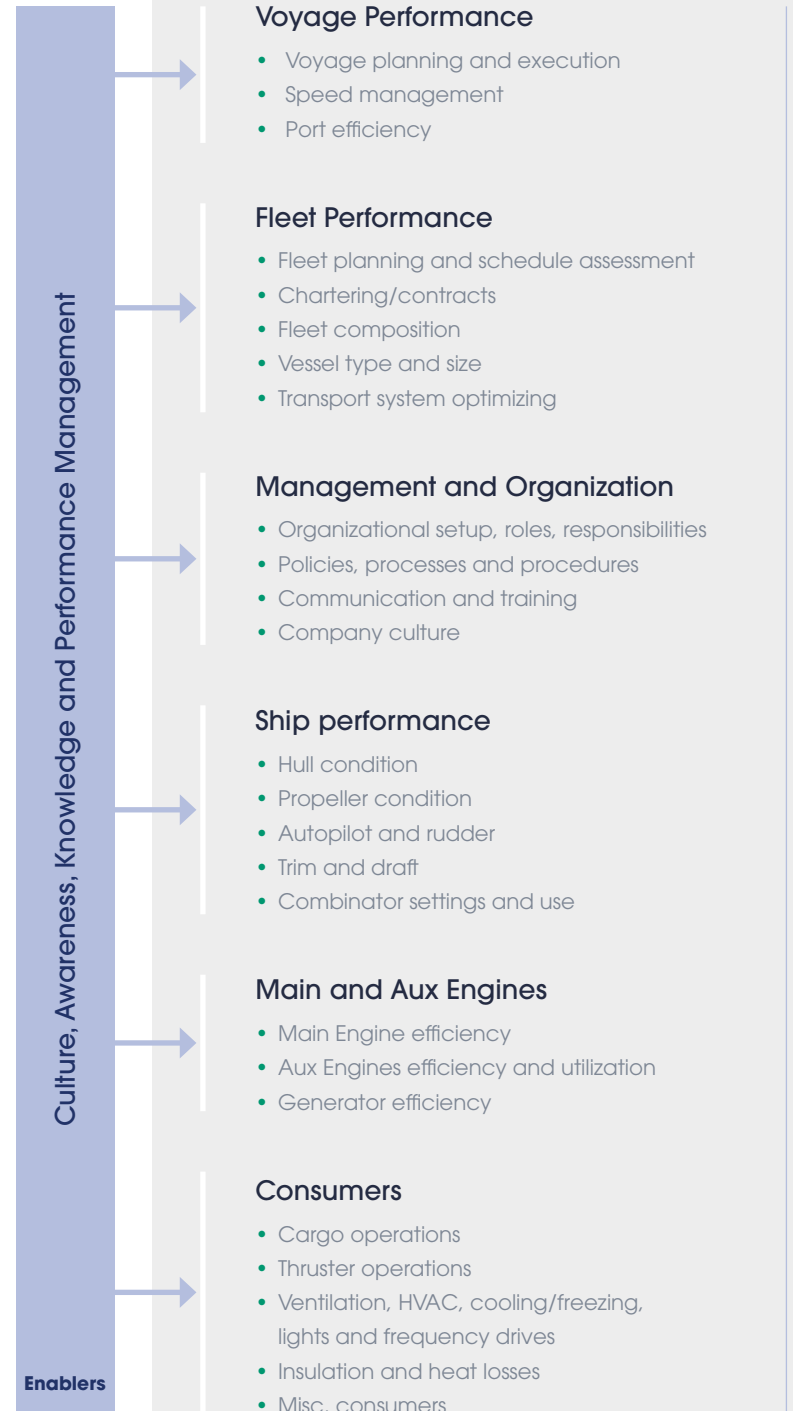 Culture, Awareness, Knowledge and Performance Management
Enablers
Voyage Performance
• Voyage planning and execution
• Speed management
• Port efficiency
Fleet Performance
• Fleet planning and schedule assessment
• Chartering/contracts
• Fleet composition
• Vessel type and size
• Transport system optimizing
Management and Organization
• Organizational setup, roles, responsibilities
• Policies, processes and procedures
• Communication and training
• Company culture
Ship performance
• Hull condition
• Propeller condition
• Autopilot and rudder
• Trim and draft
• Combinator settings and use
Main and Aux Engines
• Main Engine efficiency
• Aux Engines efficiency and utilization
• Generator efficiency
Consumers
• Cargo operations
• Thruster operations
• Ventilation, HVAC, cooling/freezing,
lights and frequency drives
• Insulation and heat losses
• Misc. consumers